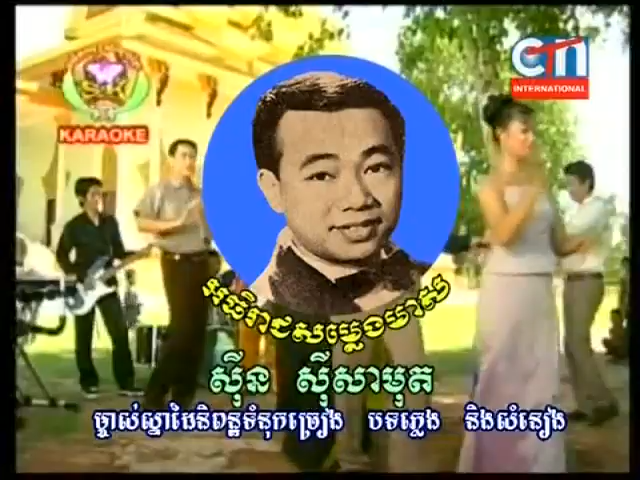 CTN
INTERNATIONAL
KARAOKE
អធិរាជសម្លេងមាស
ស៊ីន ស៊ីសាមុត
ម្ចាស់ស្នាដៃនិពន្ធទំនុកច្រៀង បទភ្លេង និងសំនៀង